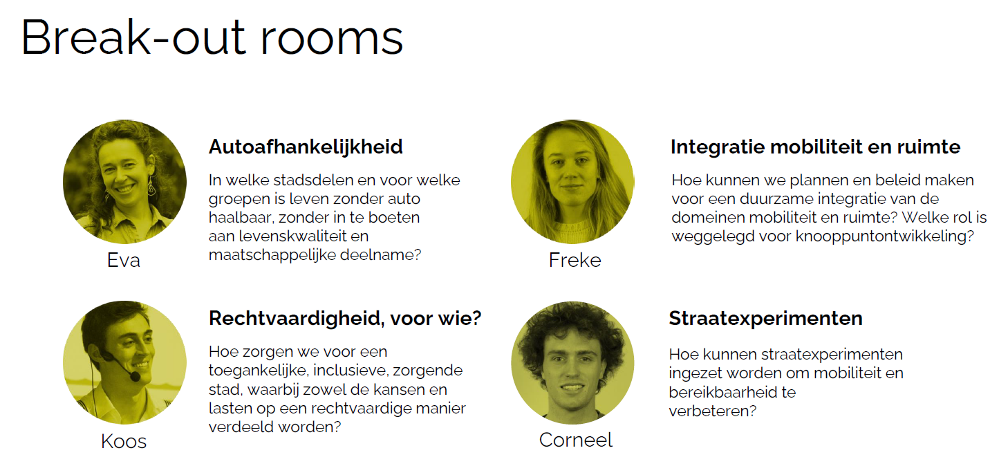 Break-out rooms
Autoafhankelijkheid
In welke stadsdelen en voor welke
groepen is leven zonder auto
haalbaar, zonder in te boeten
aan levenskwaliteit en
maatschappelijke deelname?
Eva
Integratie mobiliteit en ruimte
Hoe kunnen we plannen en beleid maken
voor een duurzame integratie van de
domeinen mobiliteit en ruimte? Welke rol is
weggelegd voor knooppuntontwikkeling?
Freke
Rechtvaardigheid, voor wie?
Hoe zorgen we voor een
toegankelijke, inclusieve, zorgende
stad, waarbij zowel de kansen en
lasten op een rechtvaardige manier
verdeeld worden?
Koos
Straatexperimenten
Hoe kunnen straatexperimenten
ingezet worden om mobiliteit en
bereikbaarheid te
verbeteren?
Corneel